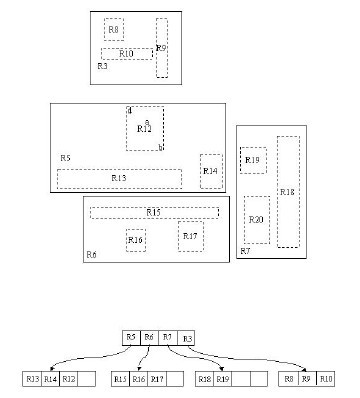 R8
R9
R10
R3
d
a
R12
b
R5
R14
R13
R19
R18
R15
R20
R16
R17
R6
R7
R5 R6 R7 R3
R13 R14 R12 R15 R16 R17 R18 R19 R8 R9 R10